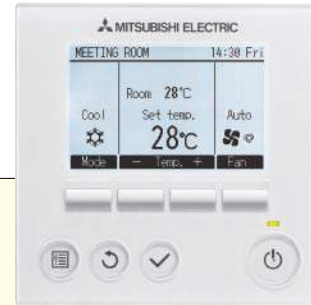 MITSUBISHI ELECTRIC
MEETING ROOM 14:30 Fri
Room 28°C
Cool Set temp. Auto
28°C
Mode − Temp. + Fan